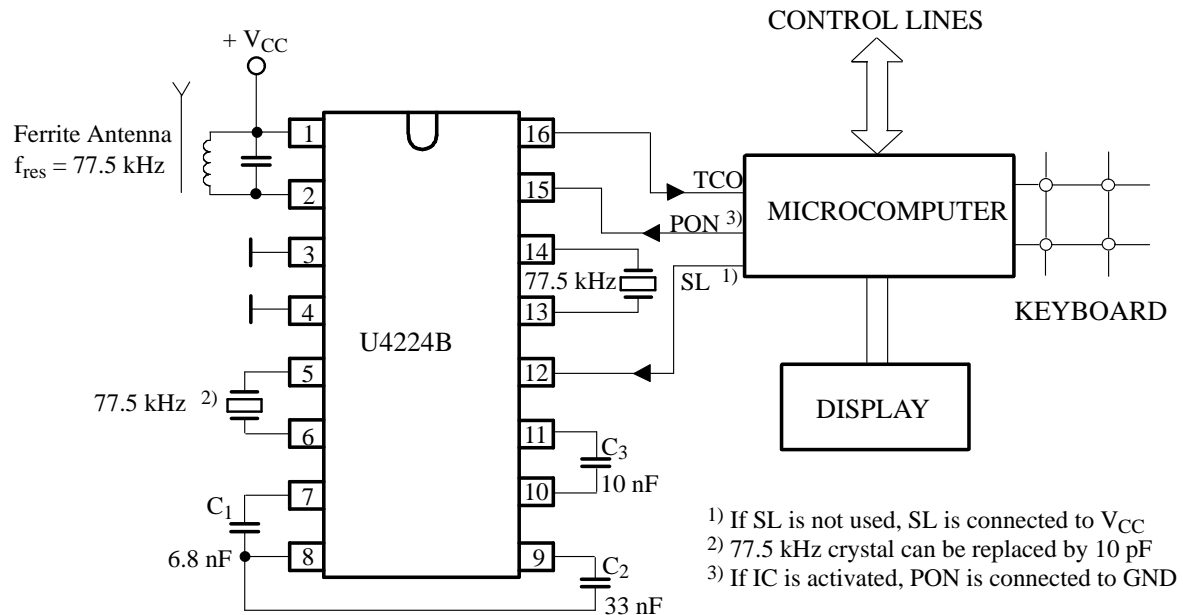 CONTROL LINES
+ V_CC
Ferrite Antenna
f_res = 77.5 kHz
1
16
2
15
TCO
MICROCOMPUTER
PON 3)
3
14
77.5 kHz
SL 1)
4
13
KEYBOARD
U4224B
5
12
77.5 kHz 2)
DISPLAY
6
11
C3
10 nF
7
10
C1
6.8 nF
8
9
C2
33 nF
1) If SL is not used, SL is connected to V_CC
2) 77.5 kHz crystal can be replaced by 10 pF
3) If IC is activated, PON is connected to GND